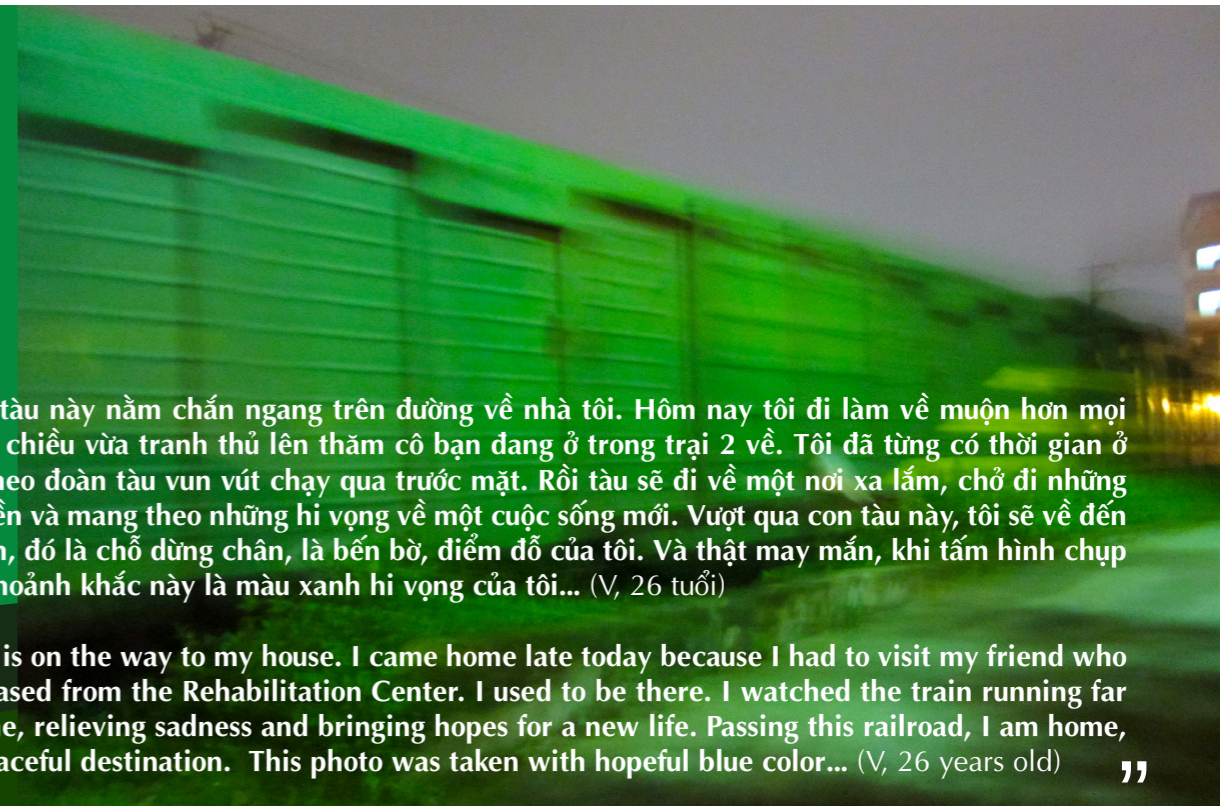 tàu này nằm chắn ngang trên đường về nhà tôi. Hôm nay tôi đi làm về muộn hơn mọi
chiều vừa tranh thủ lên thăm cô bạn đang ở trong trại 2 về. Tôi đã từng có thời gian ở
heo đoàn tàu vun vút chạy qua trước mặt. Rồi tàu sẽ đi về một nơi xa lắm, chở đi những
ền và mang theo những hi vọng về một cuộc sống mới. Vượt qua con tàu này, tôi sẽ về đến
, đó là chỗ dừng chân, là bến bờ, điểm đỗ của tôi. Và thật may mắn, khi tấm hình chụp
hoảnh khắc này là màu xanh hi vọng của tôi... (V, 26 tuổi)
is on the way to my house. I came home late today because I had to visit my friend who
ased from the Rehabilitation Center. I used to be there. I watched the train running far
e, relieving sadness and bringing hopes for a new life. Passing this railroad, I am home,
aceful destination. This photo was taken with hopeful blue color... (V, 26 years old) ”